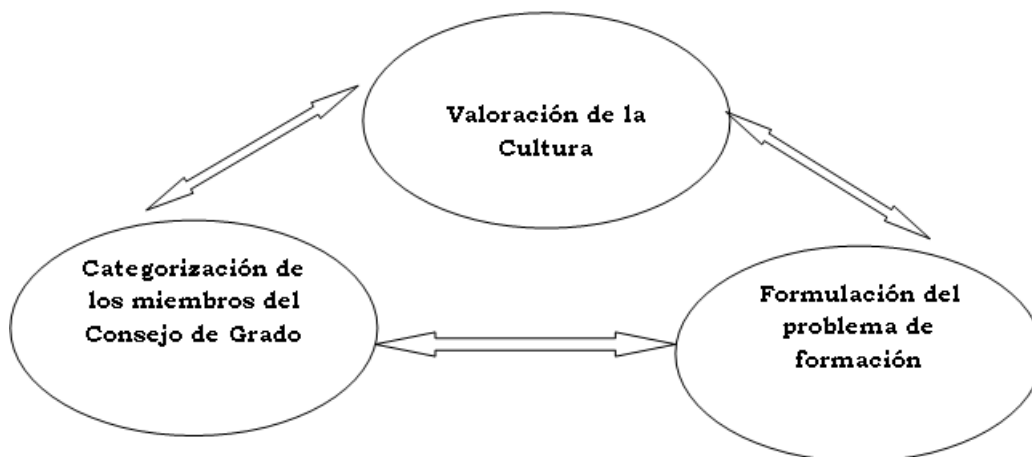 Valoración de la
Cultura
Categorización de
los miembros del
Consejo de Grado
Formulación del
problema de
formación